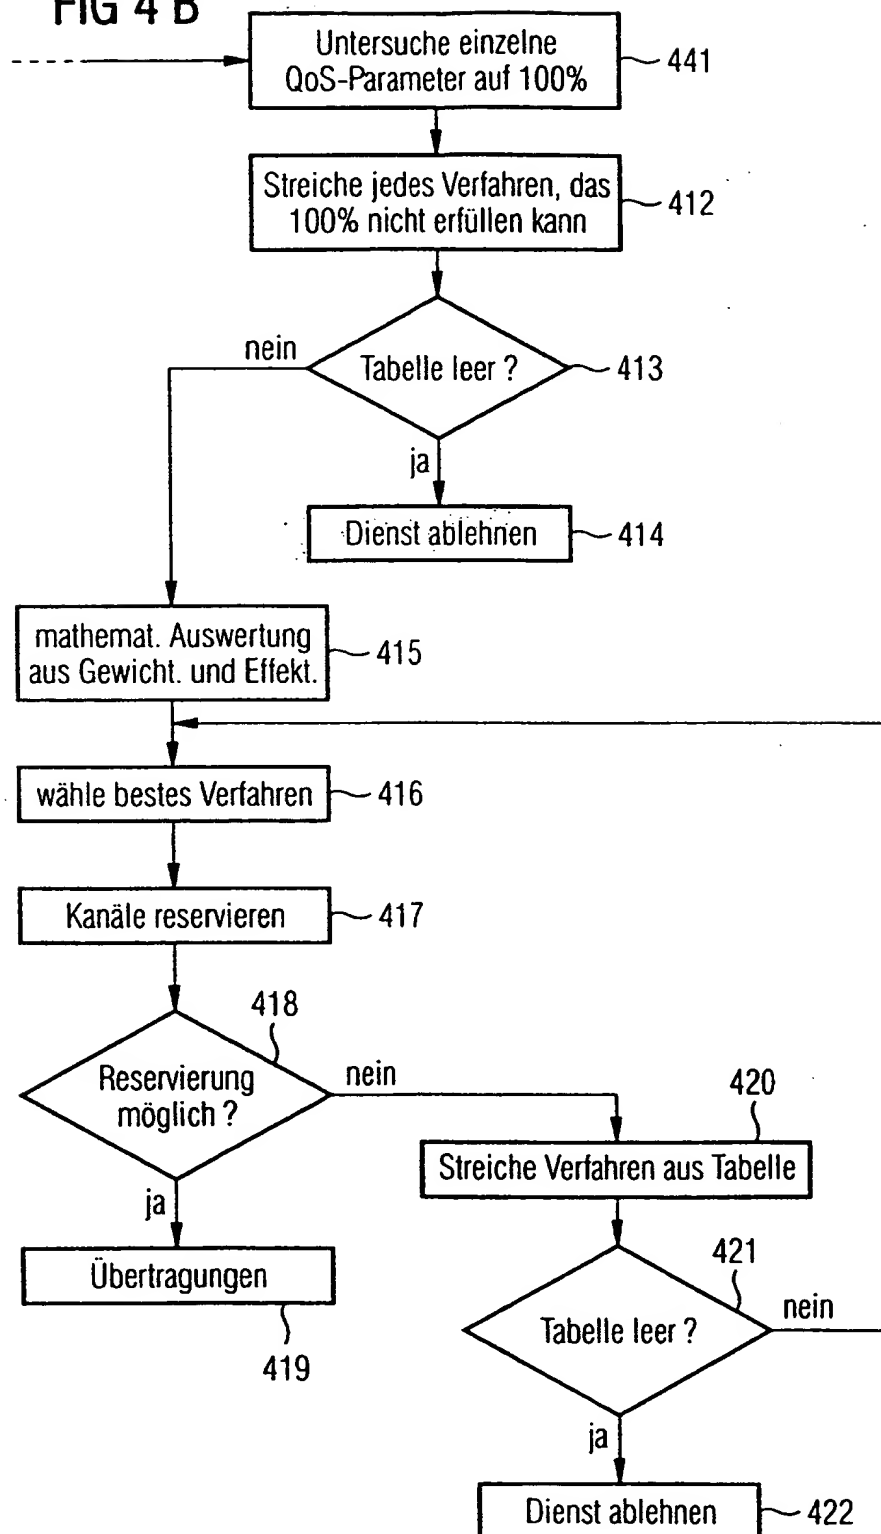 FIG 4 B
Untersuche einzelne
QoS-Parameter auf 100%
441
Streiche jedes Verfahren, das
100% nicht erfüllen kann
412
nein
Tabelle leer ?
413
ja
Dienst ablehnen
414
mathemat. Auswertung
aus Gewicht. und Effekt.
415
wähle bestes Verfahren
416
Kanäle reservieren
417
418
Reservierung
möglich ?
nein
420
Streiche Verfahren aus Tabelle
ja
Übertragungen
419
421
Tabelle leer ?
nein
ja
Dienst ablehnen
422